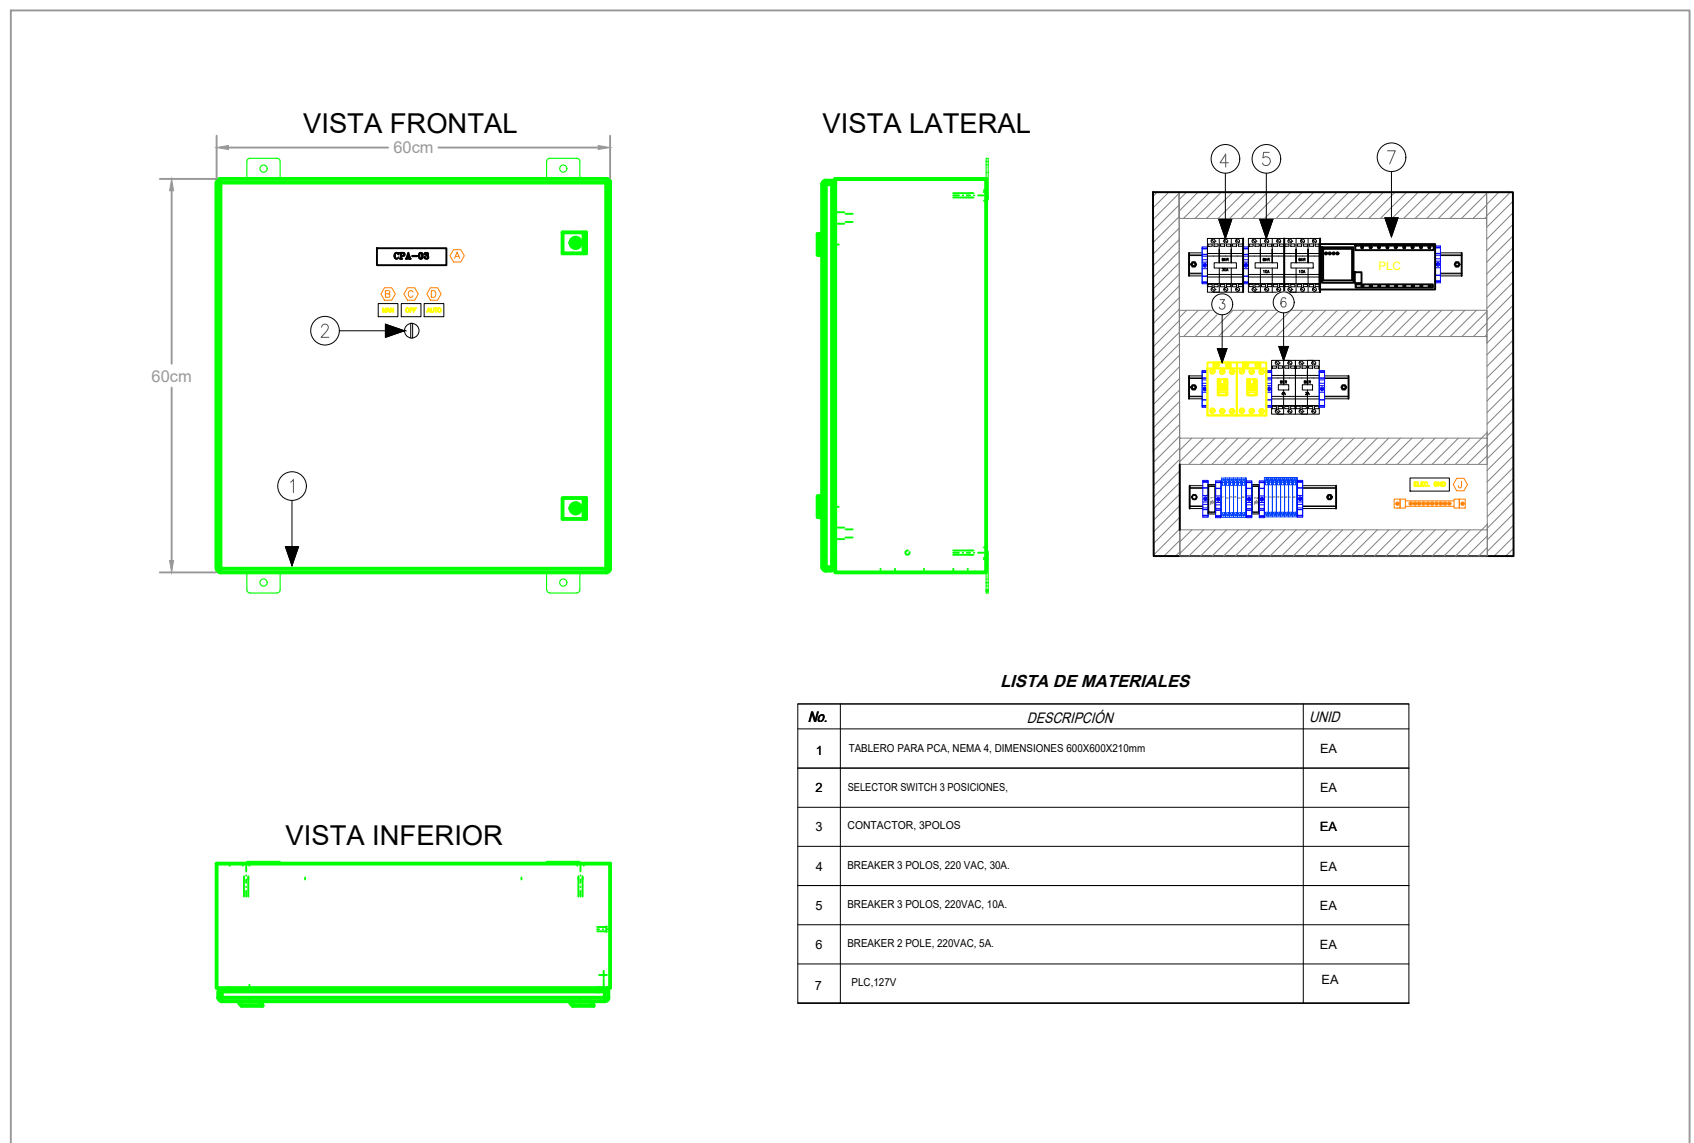 VISTA FRONTAL
60cm
60cm
CPA-03
A
B
C
D
2
1
VISTA LATERAL
4
5
7
PLC
3
6
J
VISTA INFERIOR
LISTA DE MATERIALES
No. DESCRIPCIÓN UNID
1 TABLERO PARA PCA, NEMA 4, DIMENSIONES 600X600X210mm EA
2 SELECTOR SWITCH 3 POSICIONES, EA
3 CONTACTOR, 3POLOS EA
4 BREAKER 3 POLOS, 220 VAC, 30A. EA
5 BREAKER 3 POLOS, 220VAC, 10A. EA
6 BREAKER 2 POLE, 220VAC, 5A. EA
7 PLC,127V EA